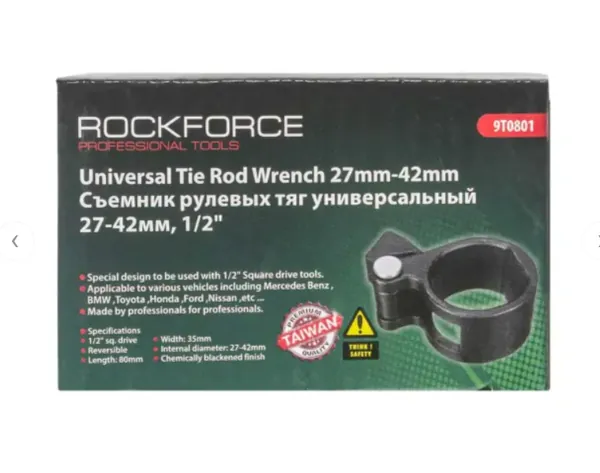 ROCKFORCE
PROFESSIONAL TOOLS
9T0801
Universal Tie Rod Wrench 27mm-42mm
Съемник рулевых тяг универсальный
27-42мм, 1/2"
Special design to be used with 1/2" Square drive tools.
Applicable to various vehicles including Mercedes Benz ,
BMW ,Toyota ,Honda ,Ford ,Nissan ,etc ...
Made by professionals for professionals.
Specifications
1/2" sq. drive
Reversible
Length: 80mm
Width: 35mm
Internal diameter: 27-42mm
Chemically blackened finish
PREMIUM
TAIWAN
QUALITY
THINK !
SAFETY